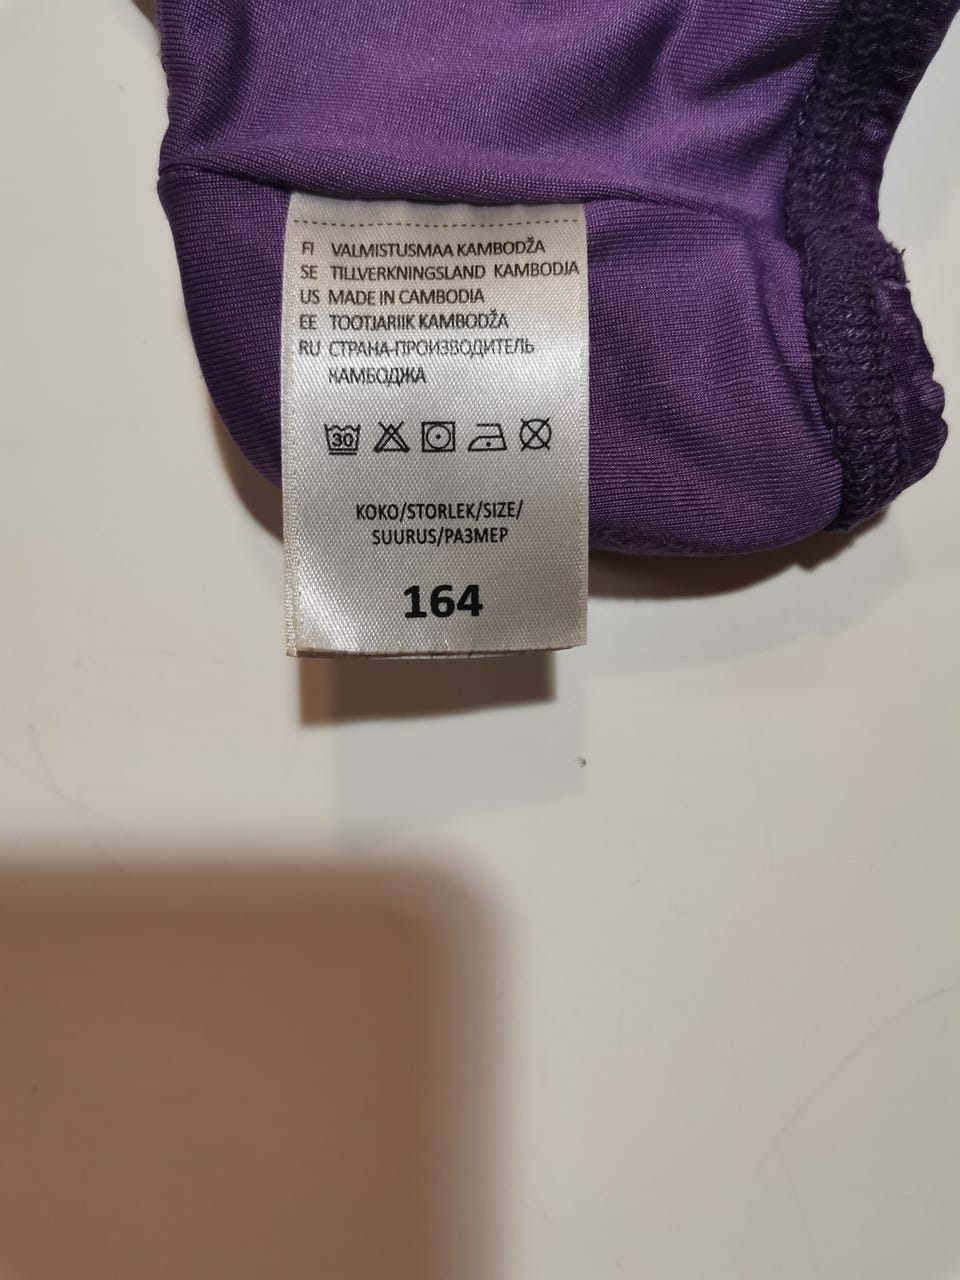 FI VALMISTUSMAA KAMBODŽA
SE TILLVERKNINGSLAND KAMBODJA
US MADE IN CAMBODIA
EE TOOTJARIIK KAMBODŽA
RU СТРАНА-ПРОИЗВОДИТЕЛЬ
КАМБОДЖА
30
KOKO/STORLEK/SIZE/
SUURUS/РАЗМЕР
164